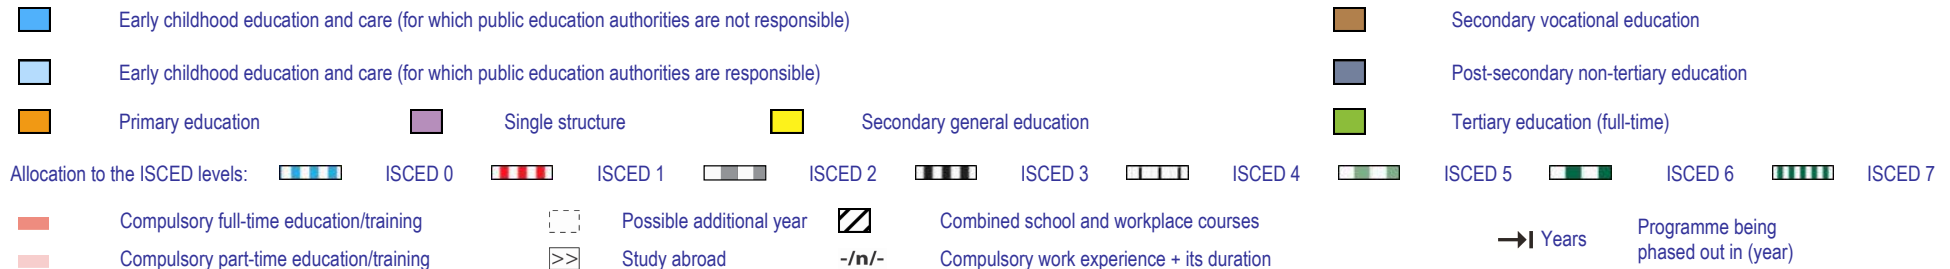 Early childhood education and care (for which public education authorities are not responsible)
Secondary vocational education
Early childhood education and care (for which public education authorities are responsible)
Post-secondary non-tertiary education
Primary education
Single structure
Secondary general education
Tertiary education (full-time)
Allocation to the ISCED levels: ISCED 0 ISCED 1 ISCED 2 ISCED 3 ISCED 4 ISCED 5 ISCED 6 ISCED 7
Compulsory full-time education/training
Possible additional year
Combined school and workplace courses
Years
Programme being
phased out in (year)
Compulsory part-time education/training
>> Study abroad
-/n/- Compulsory work experience + its duration